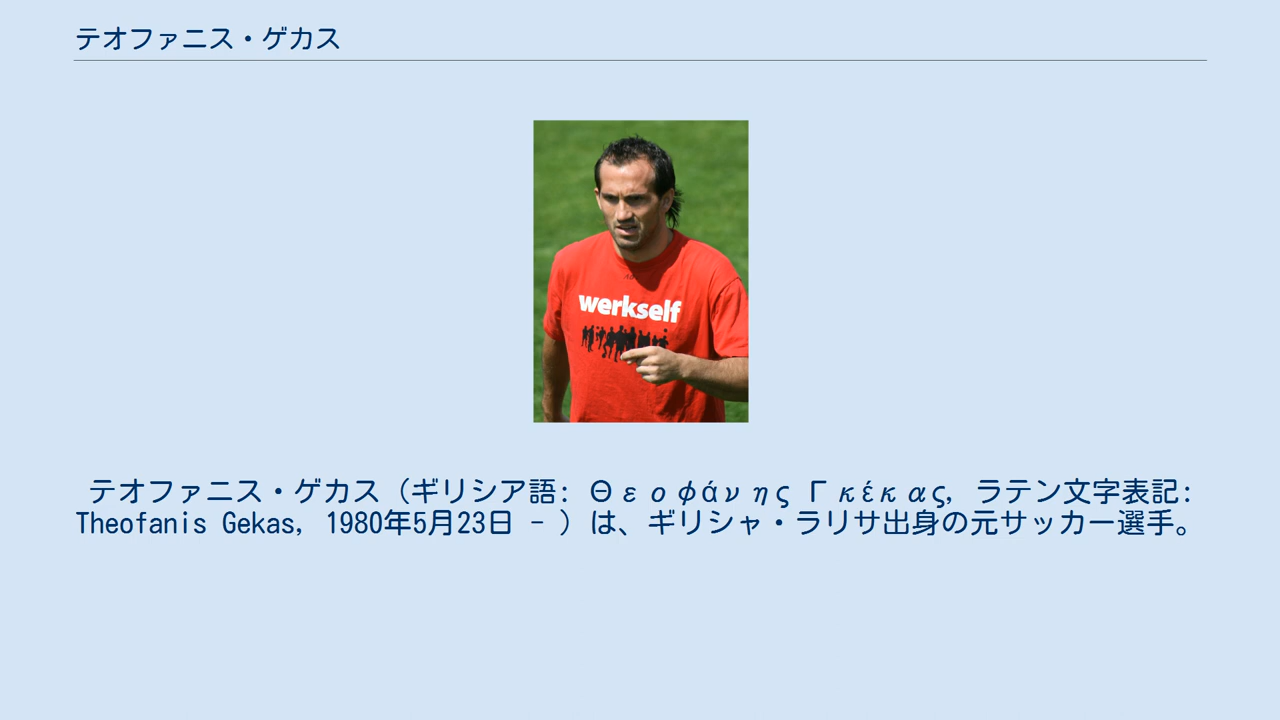 テオファニス・ゲカス
werkself
テオファニス・ゲカス（ギリシア語: Θεοφάνης Γκέκας, ラテン文字表記:
Theofanis Gekas, 1980年5月23日 - ）は、ギリシャ・ラリサ出身の元サッカー選手。